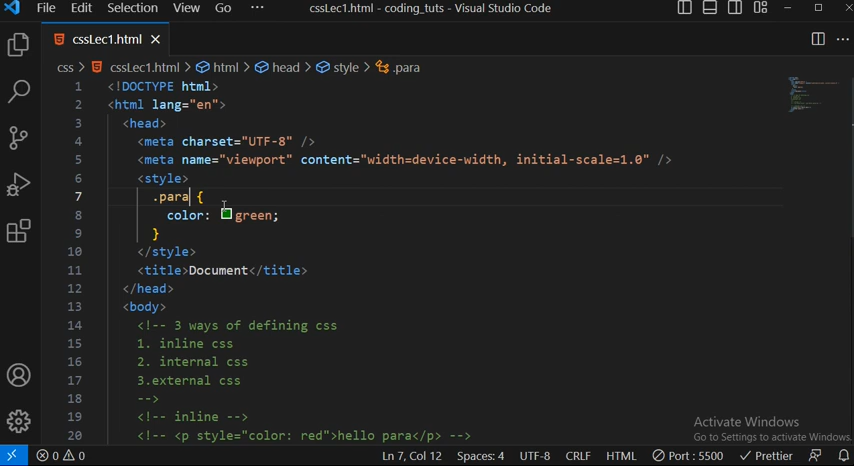 File Edit Selection View Go ··· cssLec1.html - coding_tuts - Visual Studio Code
cssLec1.html
css > cssLec1.html > html > head > style > .para
1 <!DOCTYPE html>
2 <html lang="en">
3 <head>
4 <meta charset="UTF-8" />
5 <meta name="viewport" content="width=device-width, initial-scale=1.0" />
6 <style>
7 .para {
8 color: green;
9 }
10 </style>
11 <title>Document</title>
12 </head>
13 <body>
14 <!-- 3 ways of defining css
15 1. inline css
16 2. internal css
17 3.external css
18 -->
19 <!-- inline -->
20 <!-- <p style="color: red">hello para</p> -->
Activate Windows
Go to Settings to activate Windows.
0 0 Ln 7, Col 12 Spaces: 4 UTF-8 CRLF HTML Port : 5500 Prettier